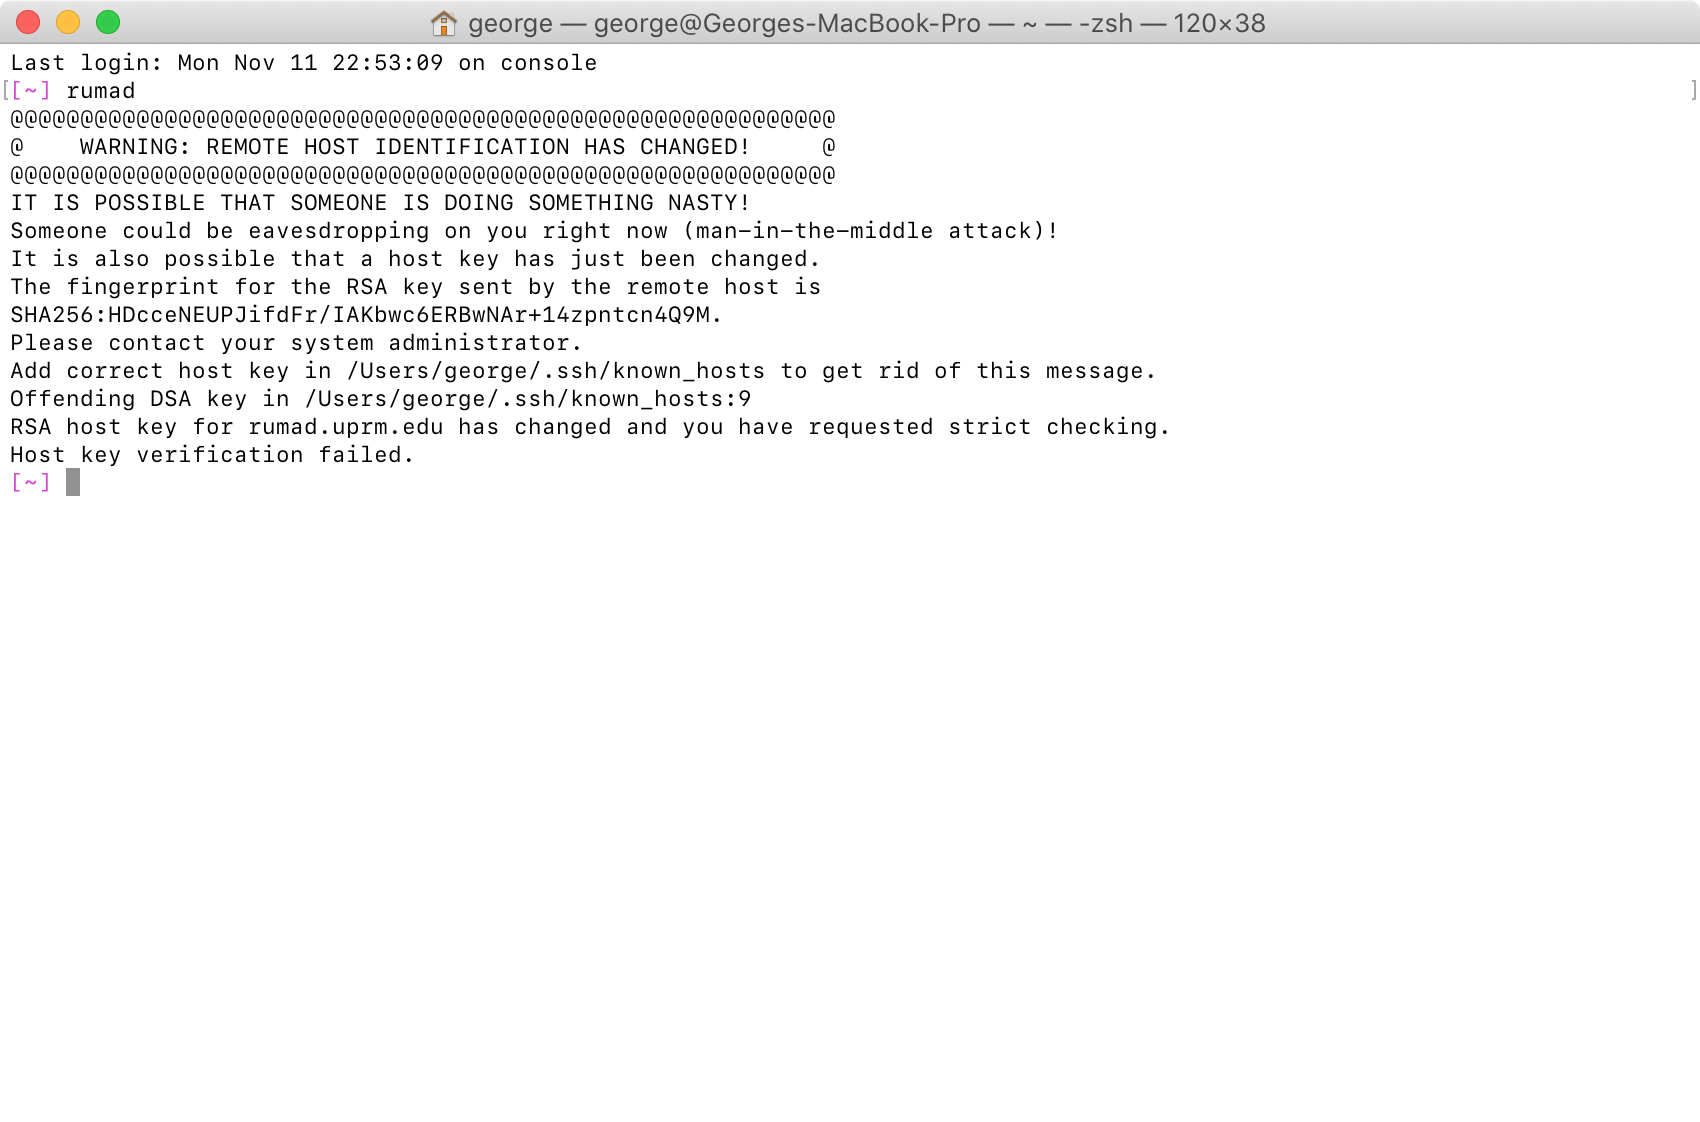 george — george@Georges-MacBook-Pro — ~ — -zsh — 120×38
Last login: Mon Nov 11 22:53:09 on console
[[~] rumad ]
@@@@@@@@@@@@@@@@@@@@@@@@@@@@@@@@@@@@@@@@@@@@@@@@@@@@@@@@@@@
@    WARNING: REMOTE HOST IDENTIFICATION HAS CHANGED!     @
@@@@@@@@@@@@@@@@@@@@@@@@@@@@@@@@@@@@@@@@@@@@@@@@@@@@@@@@@@@
IT IS POSSIBLE THAT SOMEONE IS DOING SOMETHING NASTY!
Someone could be eavesdropping on you right now (man-in-the-middle attack)!
It is also possible that a host key has just been changed.
The fingerprint for the RSA key sent by the remote host is
SHA256:HDcceNEUPJifdFr/IAKbwc6ERBwNAr+14zpntcn4Q9M.
Please contact your system administrator.
Add correct host key in /Users/george/.ssh/known_hosts to get rid of this message.
Offending DSA key in /Users/george/.ssh/known_hosts:9
RSA host key for rumad.uprm.edu has changed and you have requested strict checking.
Host key verification failed.
[~]